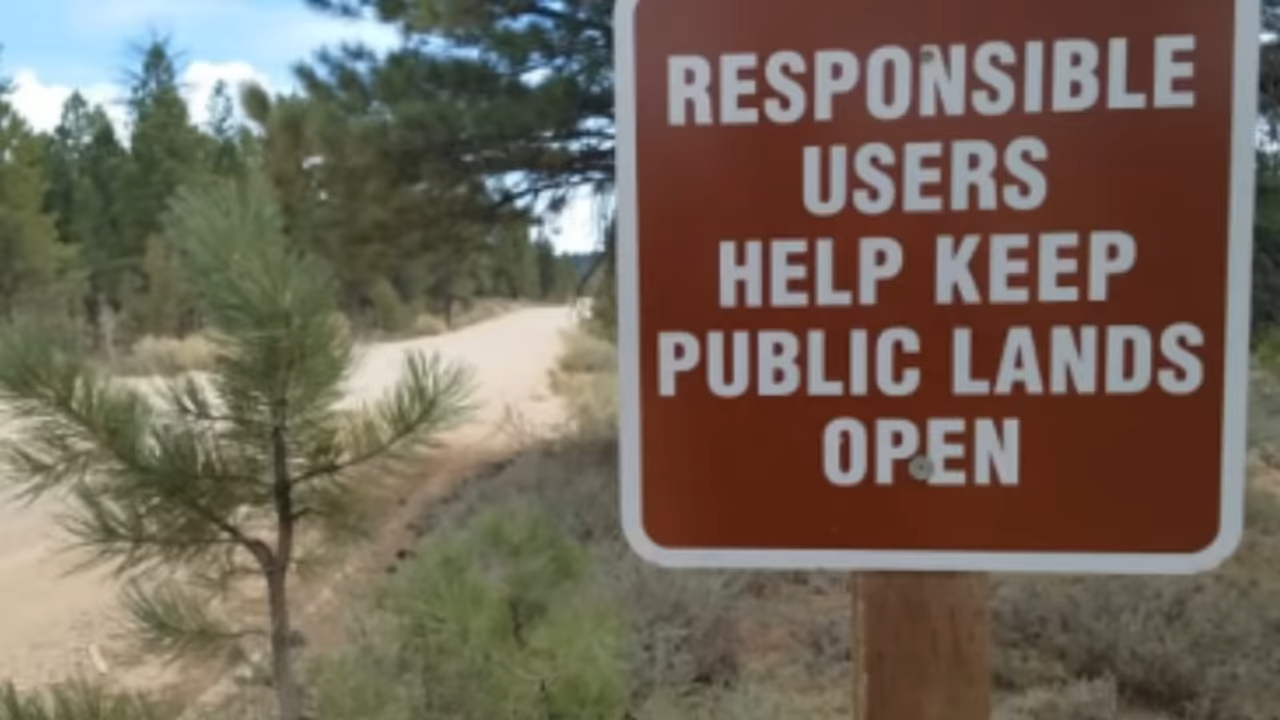 RESPONSIBLE
USERS
HELP KEEP
PUBLIC LANDS
OPEN